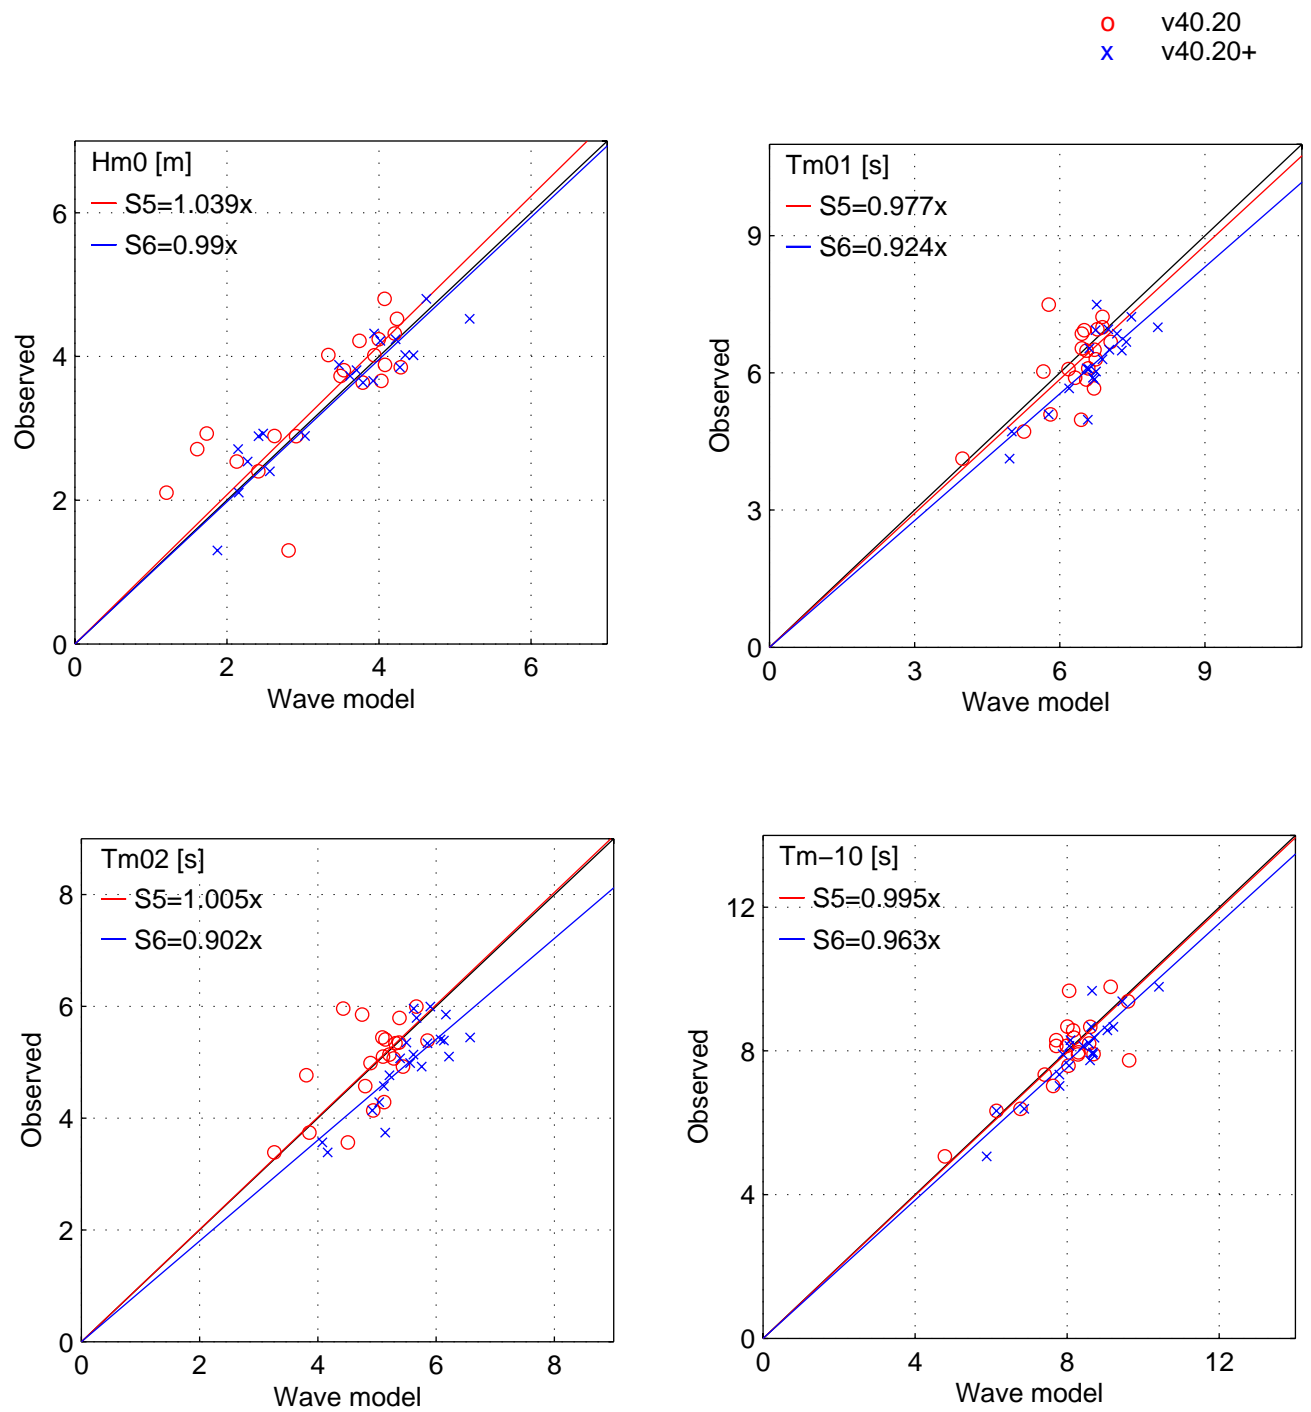 o v40.20
x v40.20+
Hm0 [m]
S5=1.039x
S6=0.99x
6
4
2
0
0 2 4 6
Observed
Wave model
Tm01 [s]
S5=0.977x
S6=0.924x
9
6
3
0
0 3 6 9
Observed
Wave model
Tm02 [s]
S5=1.005x
S6=0.902x
8
6
4
2
0
0 2 4 6 8
Observed
Wave model
Tm−10 [s]
S5=0.995x
S6=0.963x
12
8
4
0
0 4 8 12
Observed
Wave model